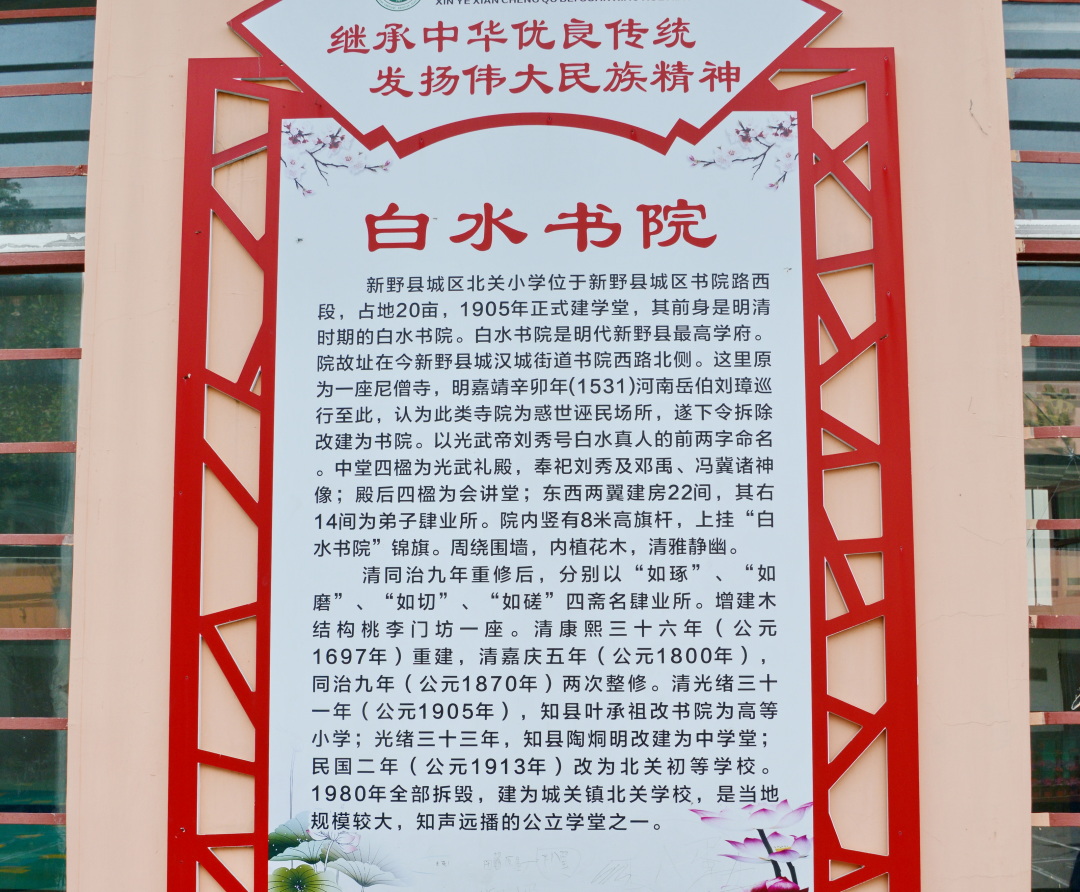 继承中华优良传统
发扬伟大民族精神
白水书院
新野县城区北关小学位于新野县城区书院路西
段，占地20亩，1905年正式建学堂，其前身是明清
时期的白水书院。白水书院是明代新野县最高学府。
院故址在今新野县城汉城街道书院西路北侧。这里原
为一座尼僧寺，明嘉靖辛卯年(1531)河南岳伯刘璋巡
行至此，认为此类寺院为惑世诬民场所，遂下令拆除
改建为书院。以光武帝刘秀号白水真人的前两字命名
。中堂四楹为光武礼殿，奉祀刘秀及邓禹、冯冀诸神
像；殿后四楹为会讲堂；东西两翼建房22间，其右
14间为弟子肆业所。院内竖有8米高旗杆，上挂“白
水书院”锦旗。周绕围墙，内植花木，清雅静幽。
清同治九年重修后，分别以“如琢”、“如
磨”、“如切”、“如磋”四斋名肆业所。增建木
结构桃李门坊一座。清康熙三十六年（公元
1697年）重建，清嘉庆五年（公元1800年），
同治九年（公元1870年）两次整修。清光绪三十
一年（公元1905年），知县叶承祖改书院为高等
小学；光绪三十三年，知县陶炯明改建为中学堂；
民国二年（公元1913年）改为北关初等学校。
1980年全部拆毁，建为城关镇北关学校，是当地
规模较大，知声远播的公立学堂之一。